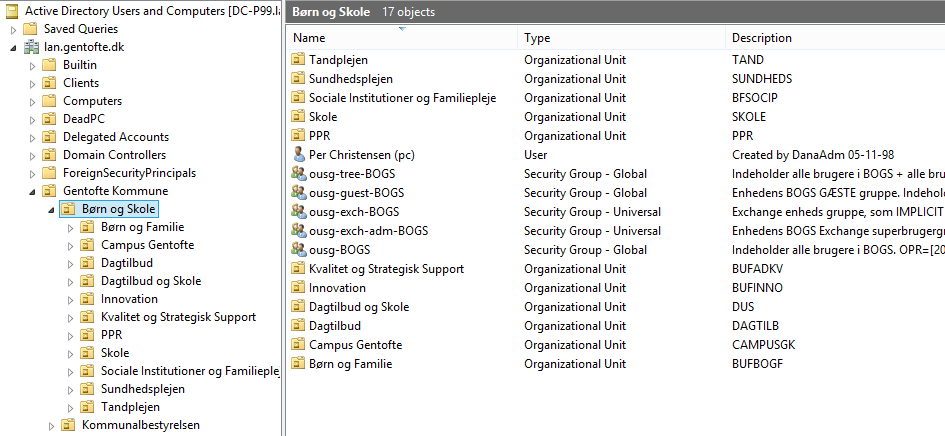 Active Directory Users and Computers [DC-P99.la
Saved Queries
lan.gentofte.dk
Builtin
Clients
Computers
DeadPC
Delegated Accounts
Domain Controllers
ForeignSecurityPrincipals
Gentofte Kommune
Børn og Skole
Børn og Familie
Campus Gentofte
Dagtilbud
Dagtilbud og Skole
Innovation
Kvalitet og Strategisk Support
PPR
Skole
Sociale Institutioner og Familieple
Sundhedsplejen
Tandplejen
Kommunalbestyrelsen
Børn og Skole 17 objects
Name Type Description
Tandplejen Organizational Unit TAND
Sundhedsplejen Organizational Unit SUNDHEDS
Sociale Institutioner og Familiepleje Organizational Unit BFSOCIP
Skole Organizational Unit SKOLE
PPR Organizational Unit PPR
Per Christensen (pc) User Created by DanaAdm 05-11-98
ousg-tree-BOGS Security Group - Global Indeholder alle brugere i BOGS + alle bru
ousg-guest-BOGS Security Group - Global Enhedens BOGS GÆSTE gruppe. Indeho
ousg-exch-BOGS Security Group - Universal Exchange enheds gruppe, som IMPLICIT
ousg-exch-adm-BOGS Security Group - Universal Enhedens BOGS Exchange superbrugergr
ousg-BOGS Security Group - Global Indeholder alle brugere i BOGS. OPR=[20
Kvalitet og Strategisk Support Organizational Unit BUFADKV
Innovation Organizational Unit BUFINNO
Dagtilbud og Skole Organizational Unit DUS
Dagtilbud Organizational Unit DAGTILB
Campus Gentofte Organizational Unit CAMPUSGK
Børn og Familie Organizational Unit BUFBOGF